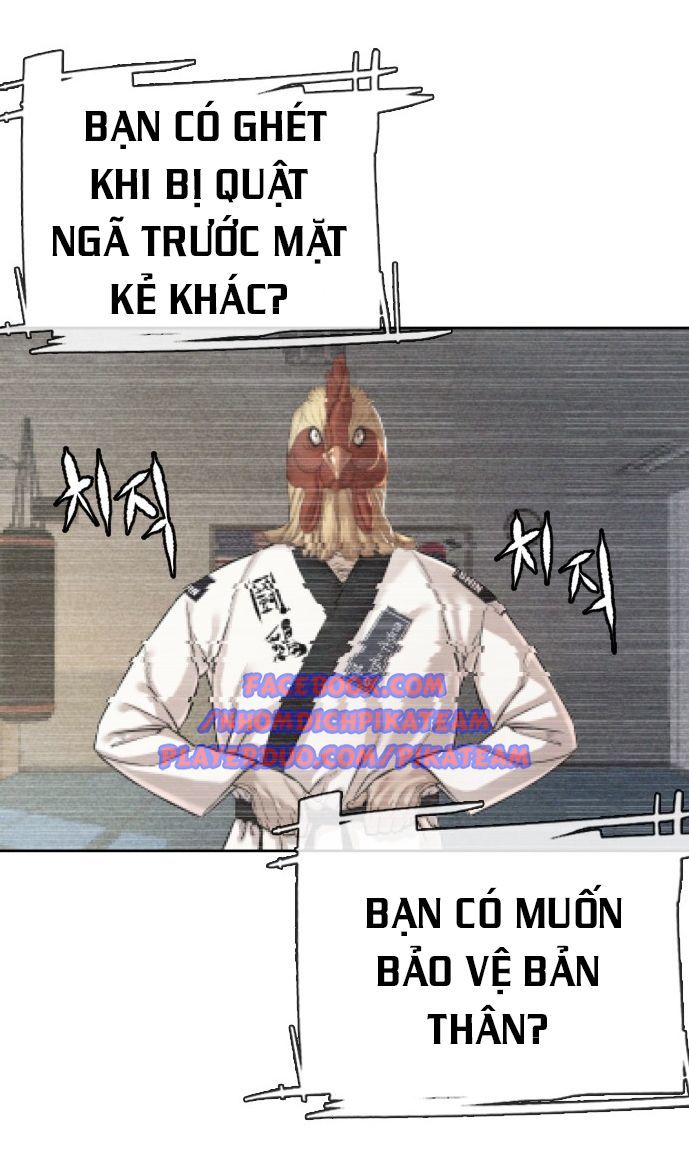 BẠN CÓ GHÉT
KHI BỊ QUẬT
NGÃ TRƯỚC MẶT
KẺ KHÁC?
치직
치직
FACEBOOK.COM
/NHOMDICHPIKATEAM
PLAYERDUO.COM/PIKATEAM
BẠN CÓ MUỐN
BẢO VỆ BẢN
THÂN?